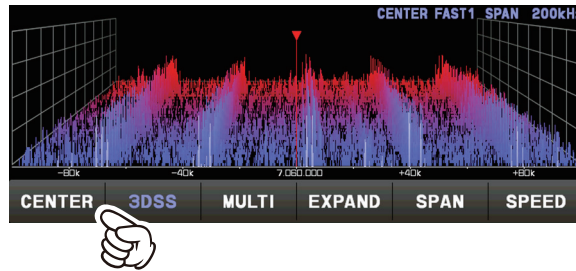 CENTER FAST1 SPAN 200kH
-80k -40k 7.060.000 +40k +80k
CENTER 3DSS MULTI EXPAND SPAN SPEED